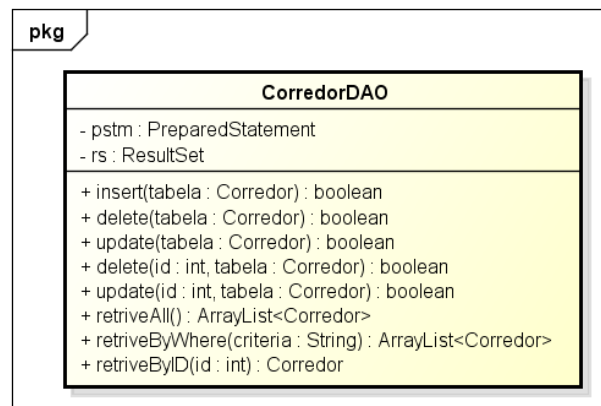 pkg
CorredorDAO
- pstm : PreparedStatement
- rs : ResultSet
+ insert(tabela : Corredor) : boolean
+ delete(tabela : Corredor) : boolean
+ update(tabela : Corredor) : boolean
+ delete(id : int, tabela : Corredor) : boolean
+ update(id : int, tabela : Corredor) : boolean
+ retriveAll() : ArrayList<Corredor>
+ retriveByWhere(criteria : String) : ArrayList<Corredor>
+ retriveByID(id : int) : Corredor